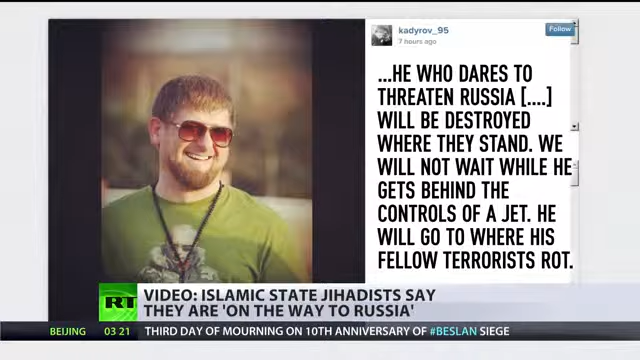 kadyrov_95
Follow
7 hours ago
...HE WHO DARES TO
THREATEN RUSSIA [....]
WILL BE DESTROYED
WHERE THEY STAND. WE
WILL NOT WAIT WHILE HE
GETS BEHIND THE
CONTROLS OF A JET. HE
WILL GO TO WHERE HIS
FELLOW TERRORISTS ROT.
RT
VIDEO: ISLAMIC STATE JIHADISTS SAY
THEY ARE 'ON THE WAY TO RUSSIA'
BEIJING 03 21 THIRD DAY OF MOURNING ON 10TH ANNIVERSARY OF #BESLAN SIEGE